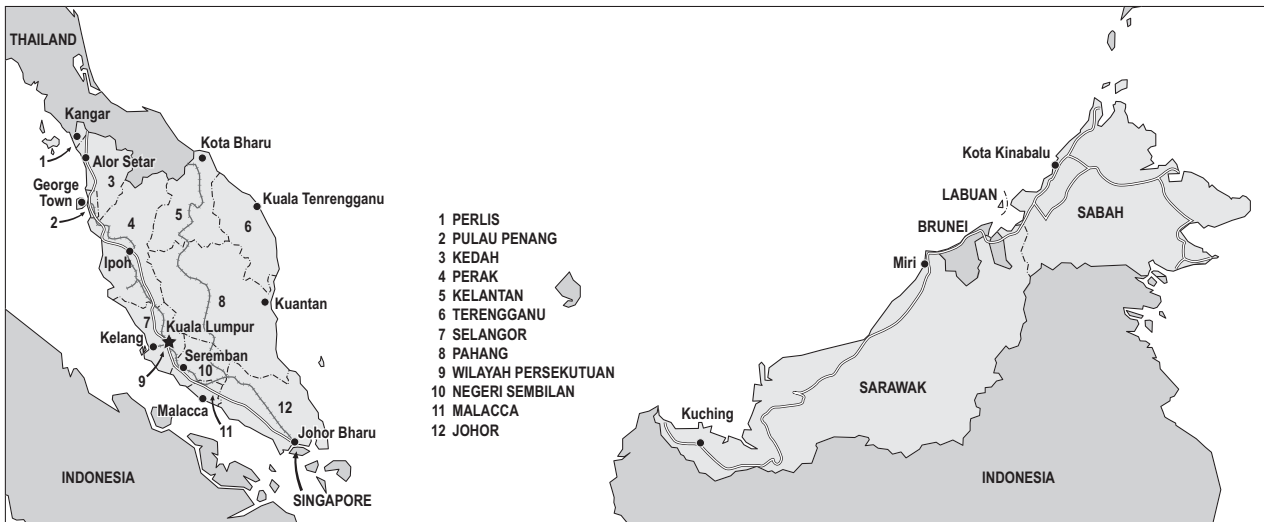 THAILAND
Kangar
Kota Bharu
1
Alor Setar
George
Town
3
2
Kuala Tenrengganu
4
5
6
Ipoh
8
Kuantan
7
Kuala Lumpur
Kelang
Seremban
9
10
Malacca
11
12
Johor Bharu
INDONESIA
SINGAPORE
1 PERLIS
2 PULAU PENANG
3 KEDAH
4 PERAK
5 KELANTAN
6 TERENGGANU
7 SELANGOR
8 PAHANG
9 WILAYAH PERSEKUTUAN
10 NEGERI SEMBILAN
11 MALACCA
12 JOHOR
Kota Kinabalu
LABUAN
SABAH
BRUNEI
Miri
SARAWAK
Kuching
INDONESIA